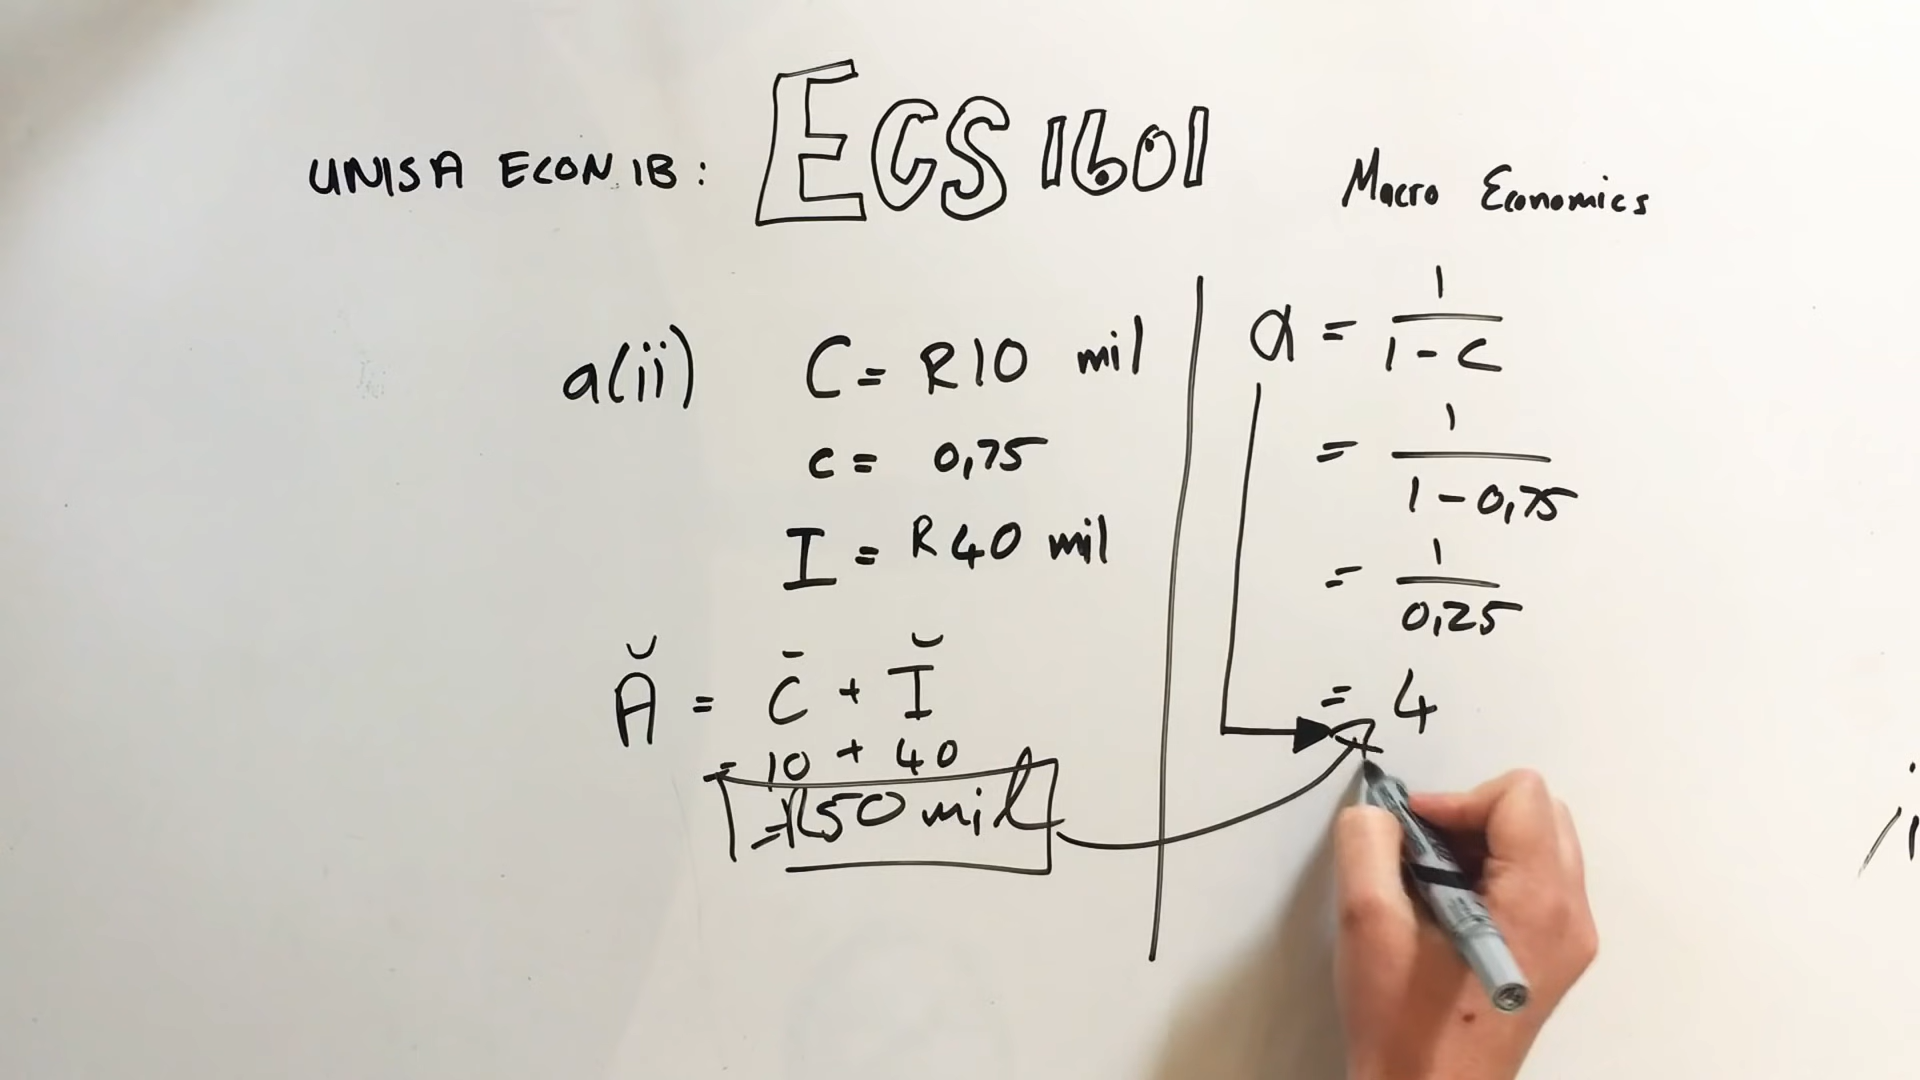 UNISA ECON 1B: ECS 1601 Macro Economics
a(ii) C = R10 mil
c = 0,75
I = R40 mil
Ă = C̄ + Ĭ
= 10 + 40
= R50 mil
α = 1/1 - c
= 1/1 - 0,75
= 1/0,25
= 4